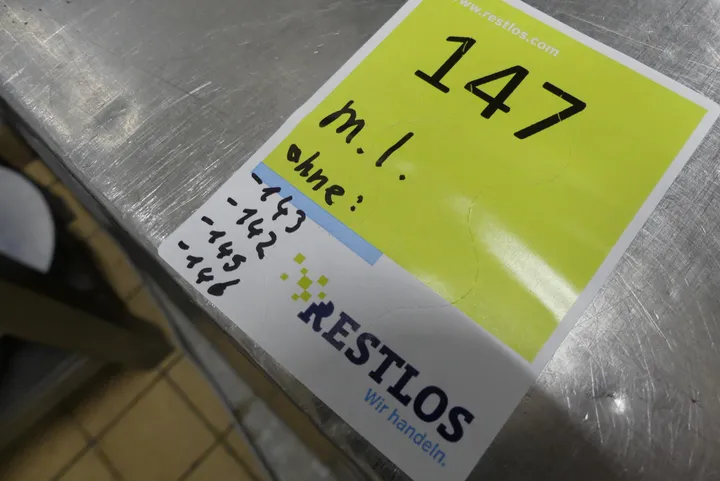 www.restlos.com
147
m. l.
ohne:
-143
-142
-145
-146
RESTLOS
Wir handeln.